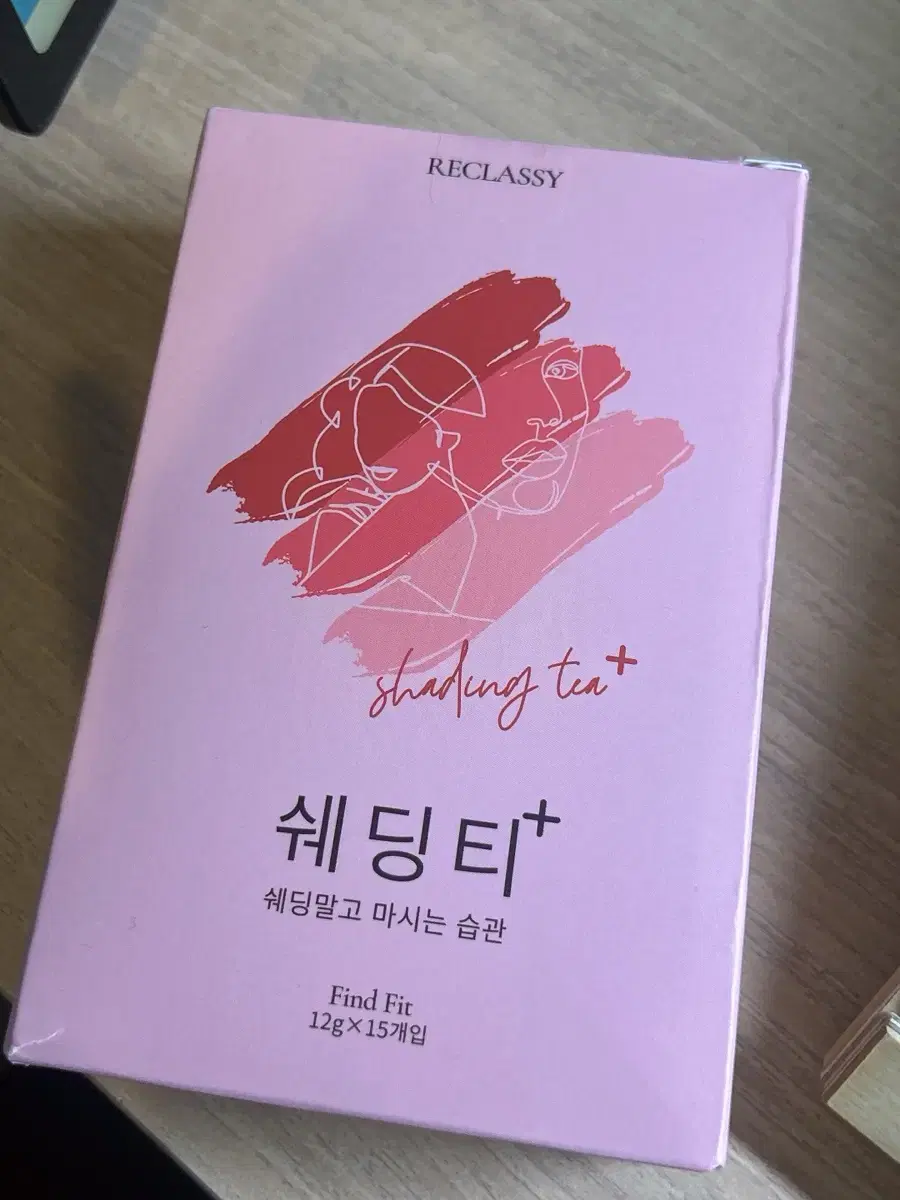 RECLASSY
shading tea+
쉐딩티+
쉐딩말고 마시는 습관
Find Fit
12g×15개입